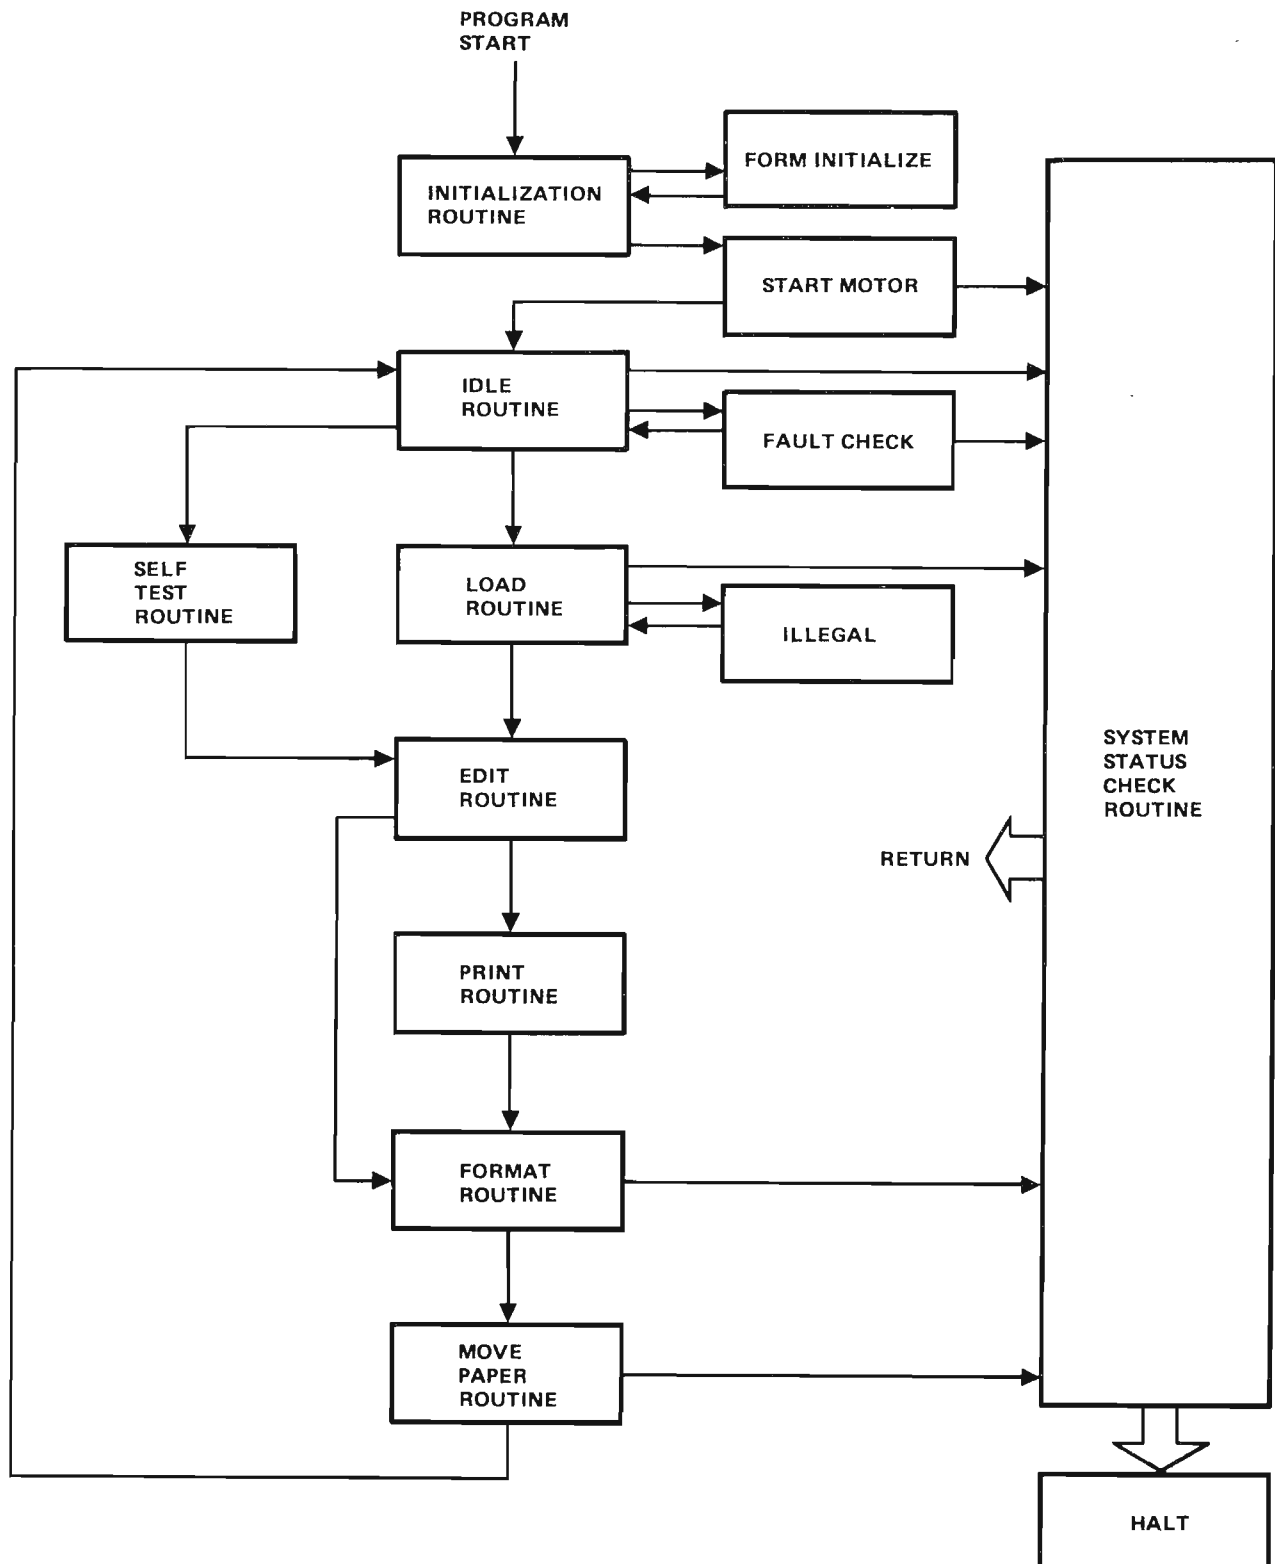 PROGRAM
START
FORM INITIALIZE
INITIALIZATION
ROUTINE
START MOTOR
IDLE
ROUTINE
FAULT CHECK
SELF
TEST
ROUTINE
LOAD
ROUTINE
ILLEGAL
EDIT
ROUTINE
SYSTEM
STATUS
CHECK
ROUTINE
RETURN
PRINT
ROUTINE
FORMAT
ROUTINE
MOVE
PAPER
ROUTINE
HALT